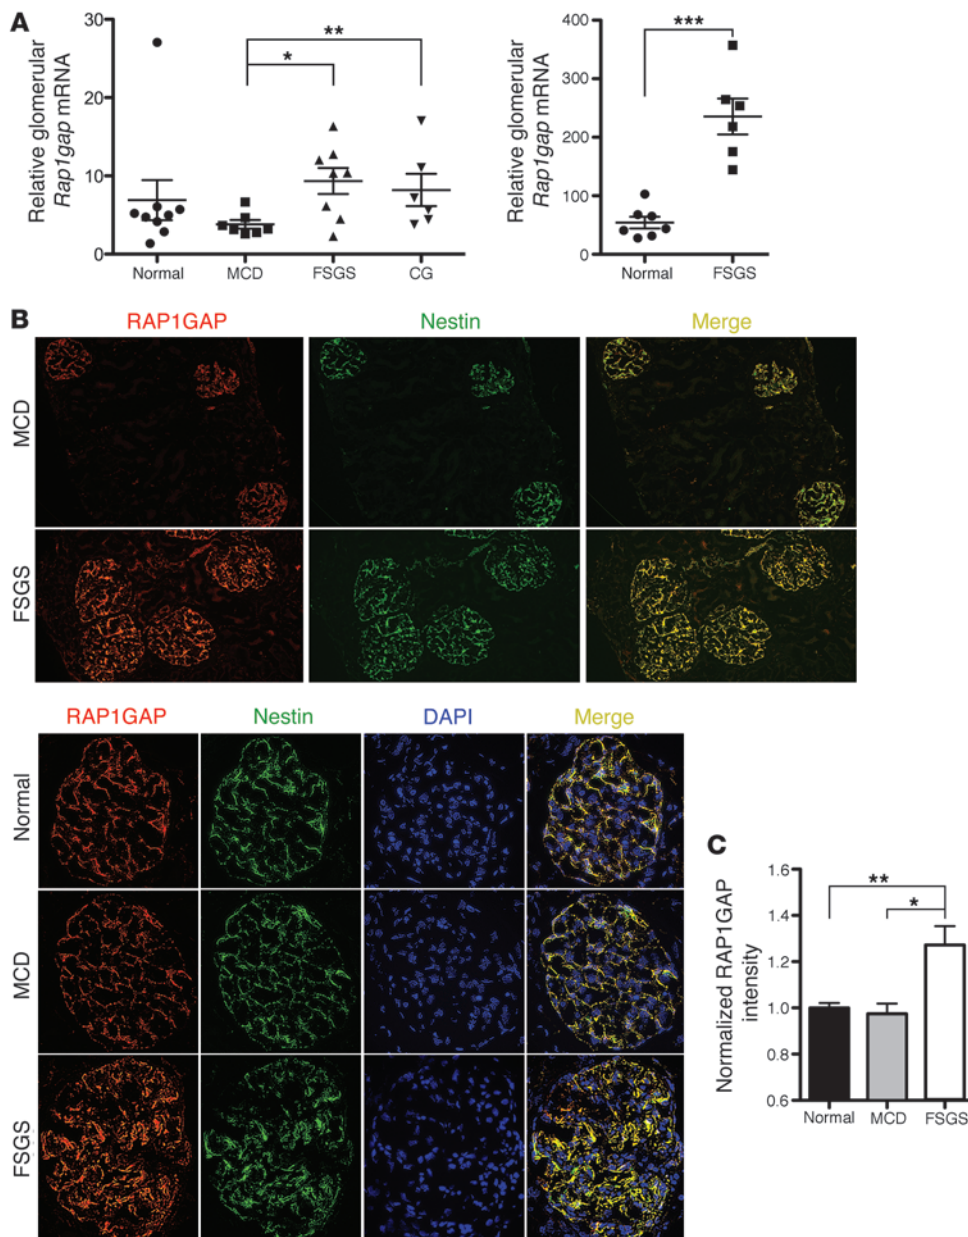 A
Relative glomerular
Rap1gap mRNA
30
20
10
0
*
**
Normal
MCD
FSGS
CG
Relative glomerular
Rap1gap mRNA
400
300
200
100
0
***
Normal
FSGS
B
RAP1GAP
Nestin
Merge
MCD
FSGS
RAP1GAP
Nestin
DAPI
Merge
Normal
MCD
FSGS
C
Normalized RAP1GAP
intensity
1.6
1.4
1.2
1.0
0.8
0.6
**
*
Normal
MCD
FSGS